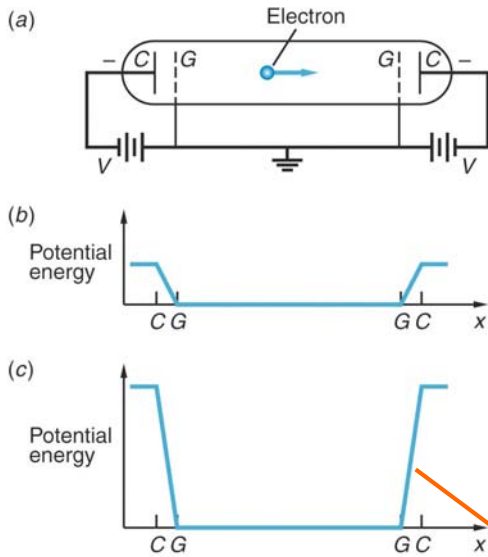 (a)
Electron
– C G G C –
V V
(b)
Potential
energy
C G G C x
(c)
Potential
energy
C G G C x